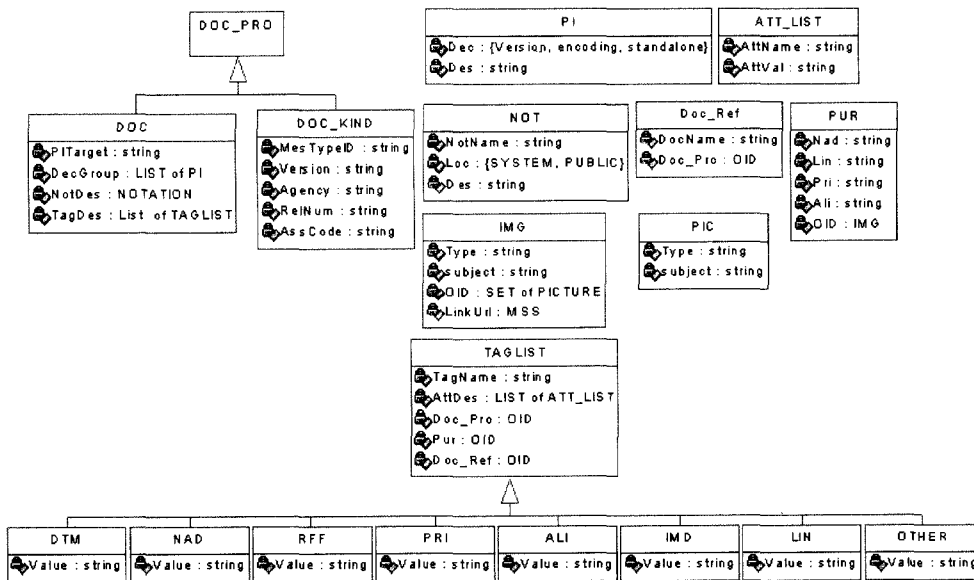 DOC_PRO
PI
Dec : {Version, encoding, standalone}
Des : string
ATT_LIST
AttName : string
AttVal : string
DOC
PITarget : string
DecGroup : LIST of PI
NotDes : NOTATION
TagDes : List of TAGLIST
DOC_KIND
MesTypeID : string
Version : string
Agency : string
RelNum : string
AssCode : string
NOT
NotName : string
Loc : {SYSTEM, PUBLIC}
Des : string
Doc_Ref
DocName : string
Doc_Pro : OID
PUR
Nad : string
Lin : string
Pri : string
Ali : string
OID : IMG
IMG
Type : string
subject : string
OID : SET of PICTURE
LinkUrl : MSS
PIC
Type : string
subject : string
TAGLIST
TagName : string
AttDes : LIST of ATT_LIST
Doc_Pro : OID
Pur : OID
Doc_Ref : OID
DTM
Value : string
NAD
Value : string
RFF
Value : string
PRI
Value : string
ALI
Value : string
IMD
Value : string
LIN
Value : string
OTHER
Value : string